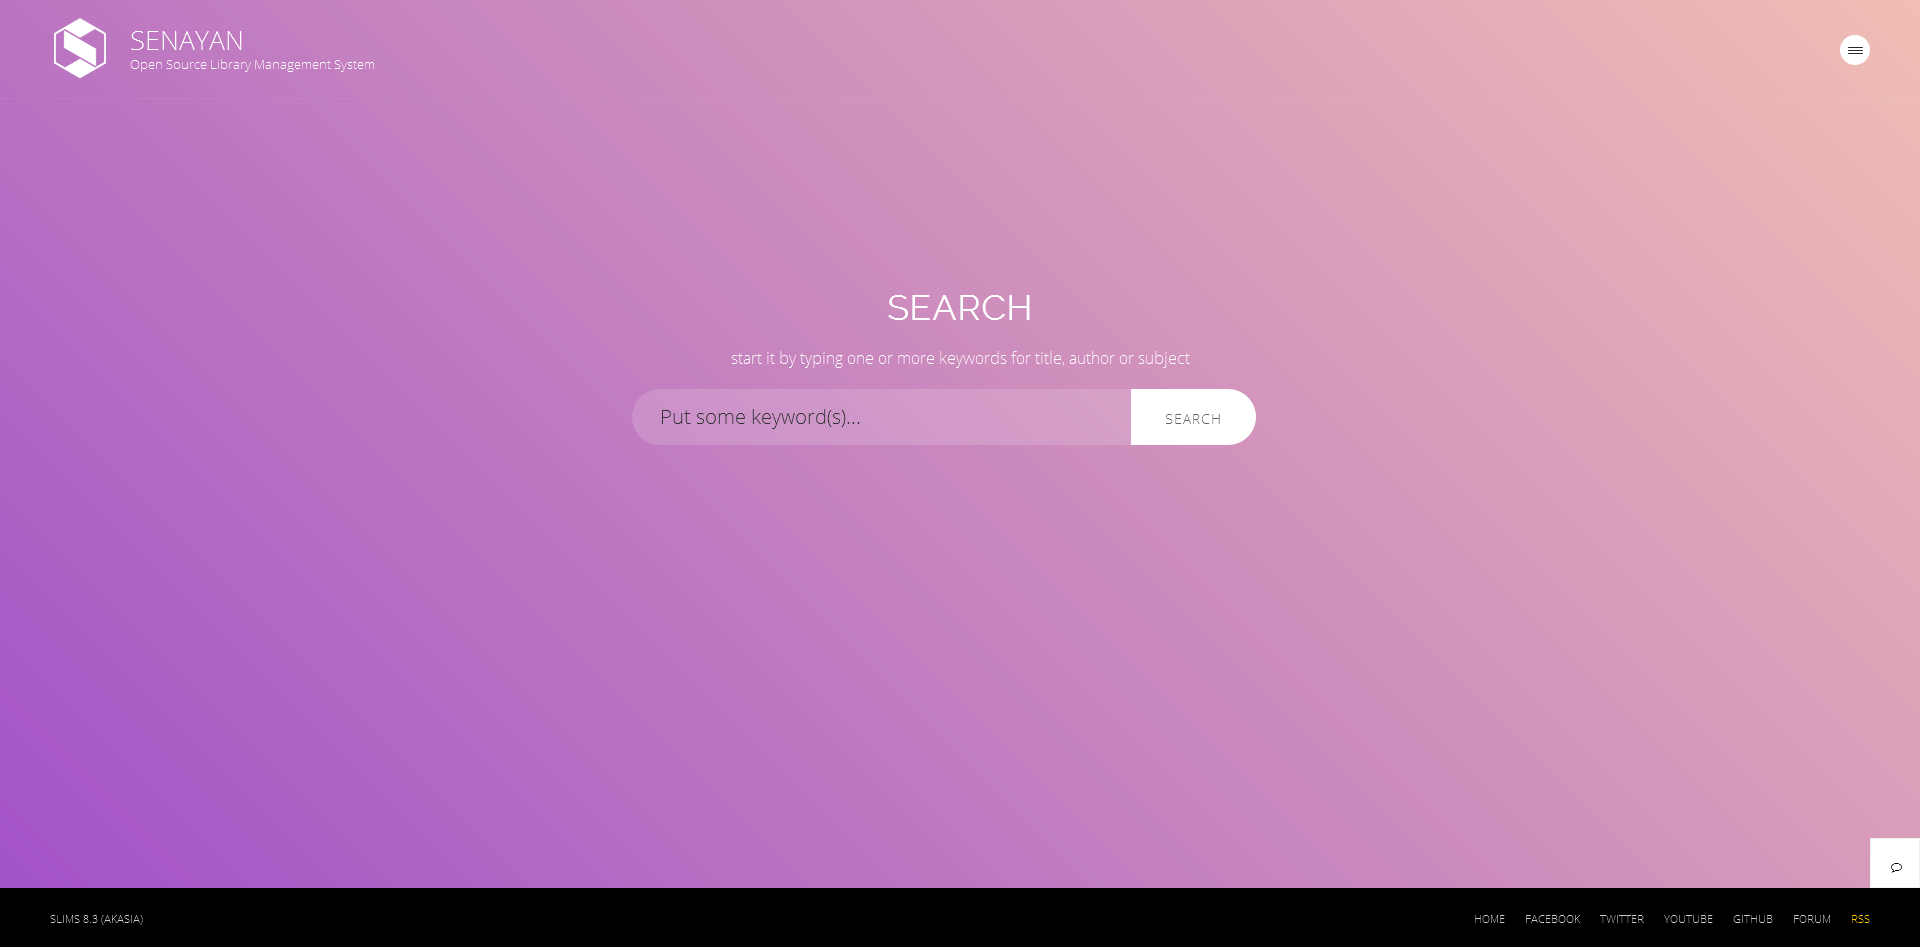 SENAYAN
Open Source Library Management System
SEARCH
start it by typing one or more keywords for title, author or subject
Put some keyword(s)...
SEARCH
SLIMS 8.3 (AKASIA)
HOME FACEBOOK TWITTER YOUTUBE GITHUB FORUM RSS